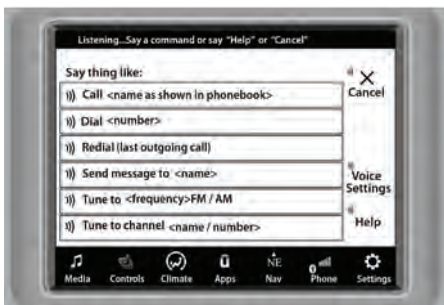 Listening...Say a command or say "Help" or "Cancel"
Say thing like:
Call <name as shown in phonebook>
Dial <number>
Redial (last outgoing call)
Send message to <name>
Tune to <frequency>FM / AM
Tune to channel <name / number>
Cancel
Voice
Settings
Help
NE
Media Controls Climate Apps Nav Phone Settings